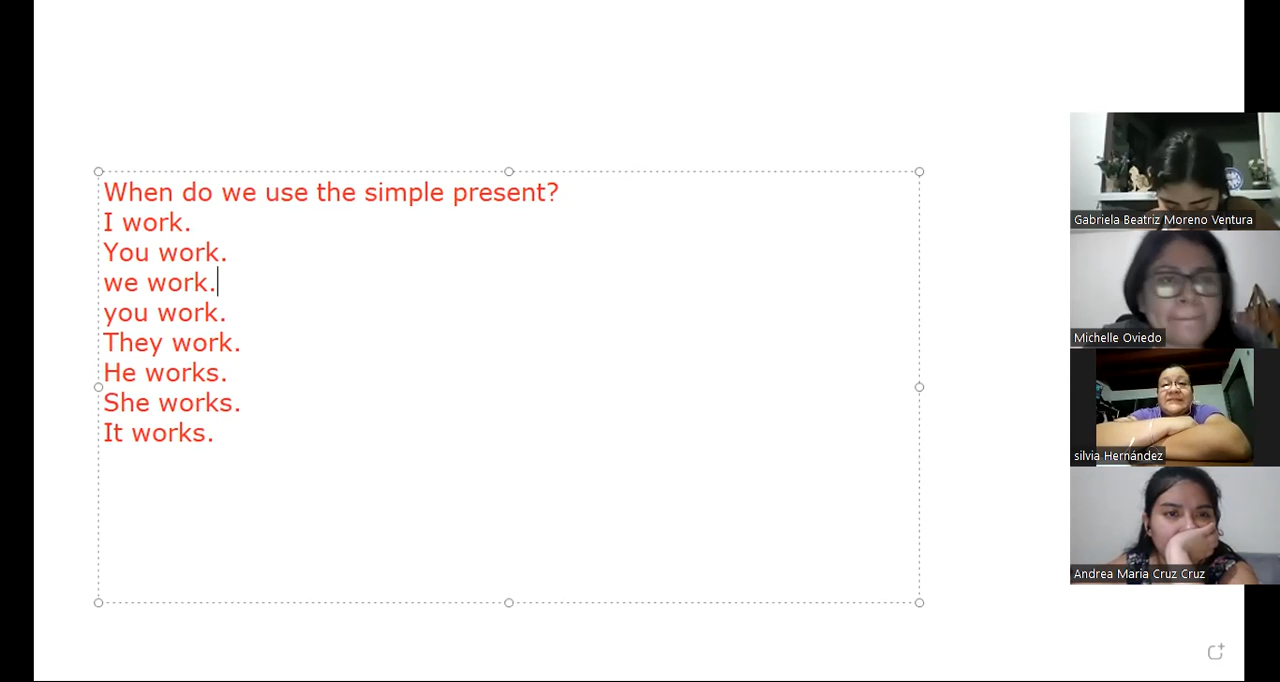 When do we use the simple present?
I work.
You work.
we work.
you work.
They work.
He works.
She works.
It works.
Gabriela Beatriz Moreno Ventura
Michelle Oviedo
silvia Hernández
Andrea María Cruz Cruz